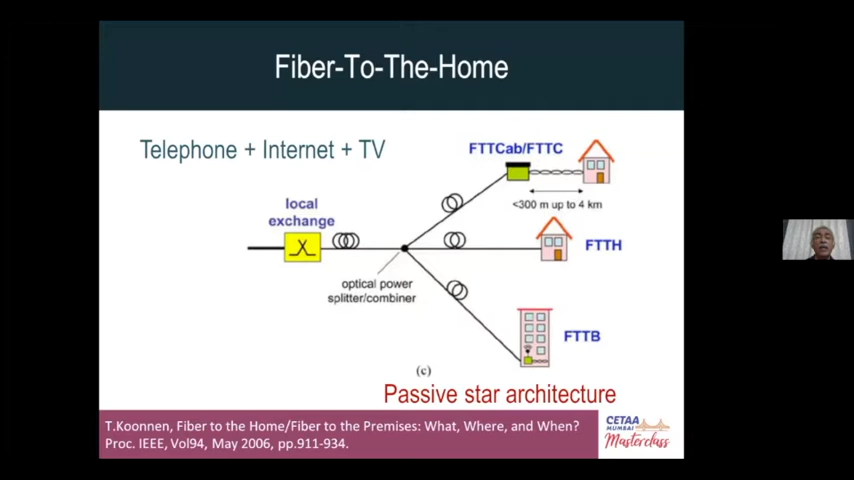 Fiber-To-The-Home
Telephone + Internet + TV
FTTCab/FTTC
<300 m up to 4 km
local
exchange
FTTH
optical power
splitter/combiner
FTTB
(c)
Passive star architecture
T.Koonnen, Fiber to the Home/Fiber to the Premises: What, Where, and When?
Proc. IEEE, Vol94, May 2006, pp.911-934.
CETAA
MUMBAI
Masterclass